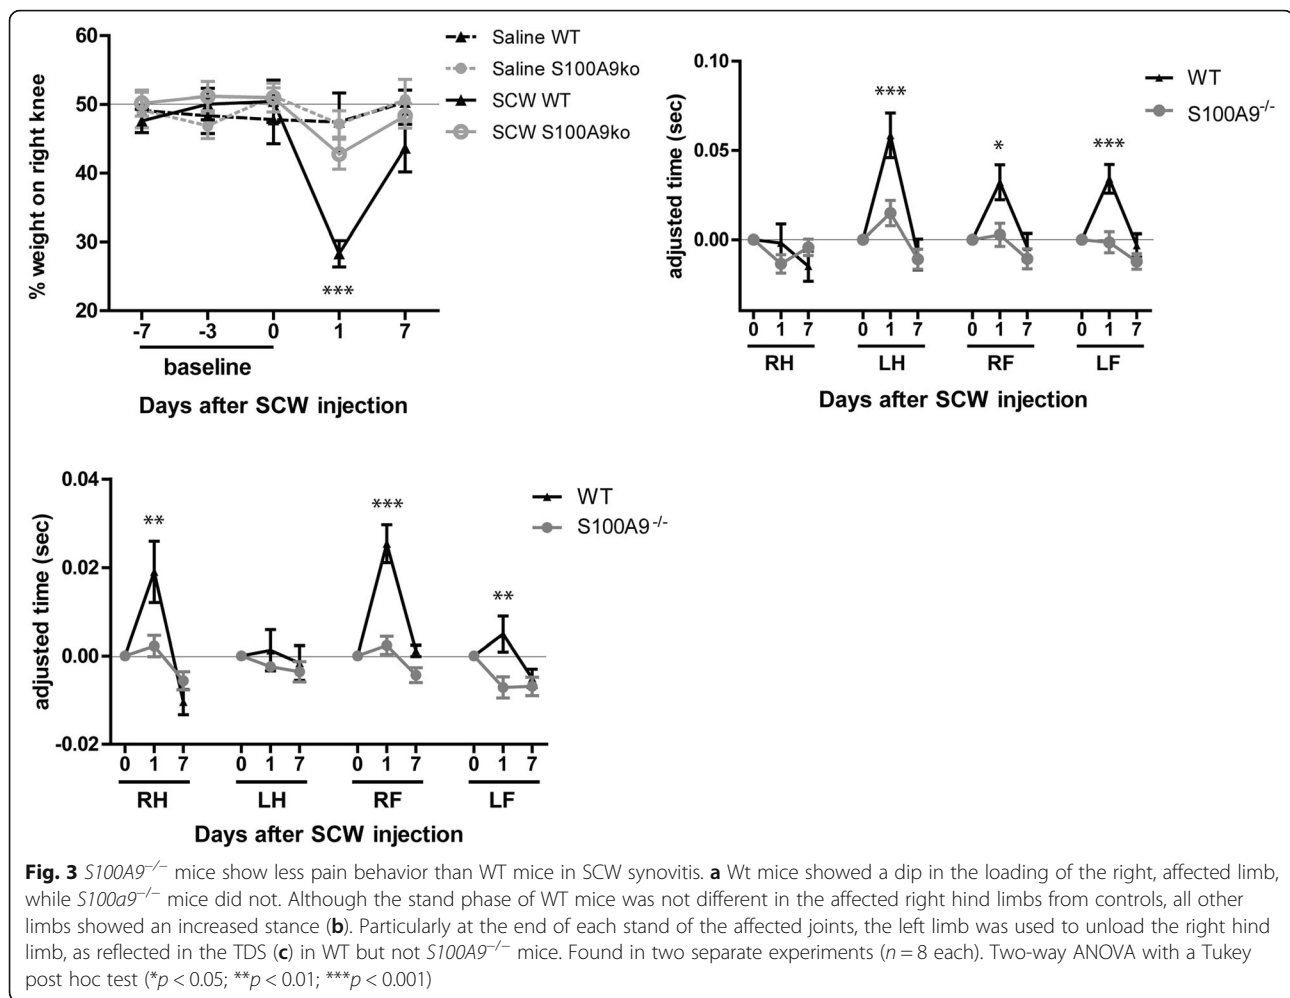 60
50
40
30
20
% weight on right knee
Saline WT
Saline S100A9ko
SCW WT
SCW S100A9ko
***
-7 -3 0 1 7
baseline
Days after SCW injection
0.10
0.05
0.00
adjusted time (sec)
WT
S100A9-/-
*** * ***
0 1 7 0 1 7 0 1 7 0 1 7
RH LH RF LF
Days after SCW injection
0.04
0.02
0.00
-0.02
adjusted time (sec)
WT
S100A9-/-
** *** **
0 1 7 0 1 7 0 1 7 0 1 7
RH LH RF LF
Days after SCW injection
Fig. 3 S100A9−/− mice show less pain behavior than WT mice in SCW synovitis. a Wt mice showed a dip in the loading of the right, affected limb,
while S100a9−/− mice did not. Although the stand phase of WT mice was not different in the affected right hind limbs from controls, all other
limbs showed an increased stance (b). Particularly at the end of each stand of the affected joints, the left limb was used to unload the right hind
limb, as reflected in the TDS (c) in WT but not S100A9−/− mice. Found in two separate experiments (n = 8 each). Two-way ANOVA with a Tukey
post hoc test (*p < 0.05; **p < 0.01; ***p < 0.001)